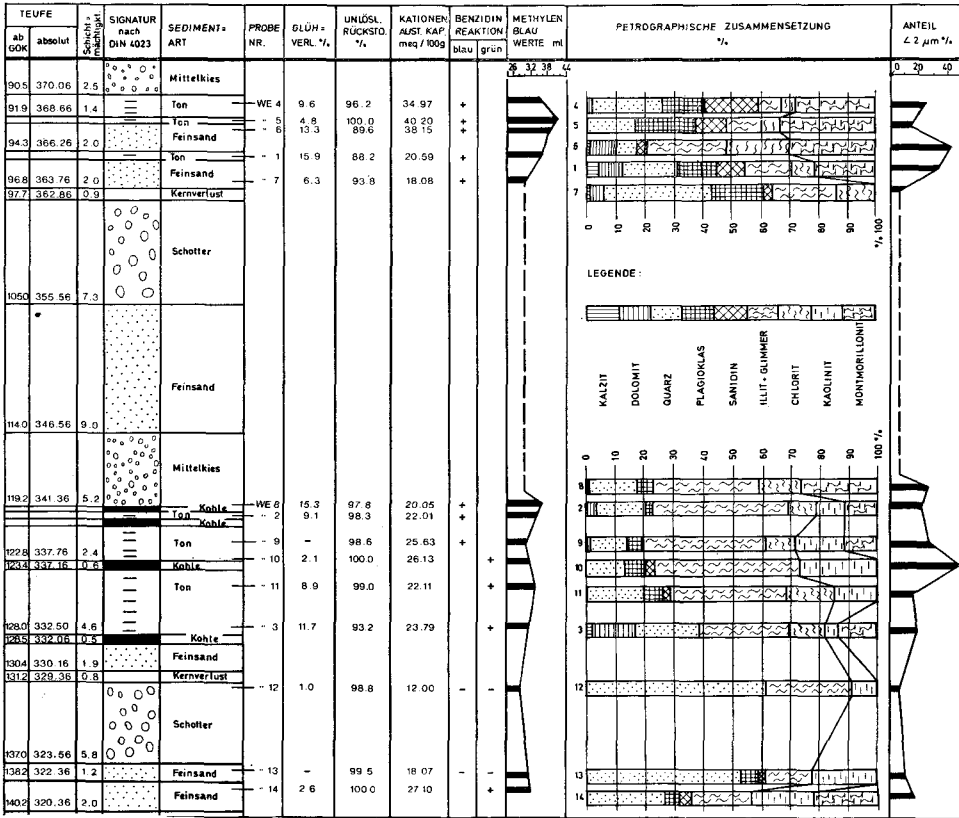 TEUFE
ab GOK
absolut
Schicht= mächtigkt.
SIGNATUR nach DIN 4023
SEDIMENT= ART
PROBE NR.
GLÜH= VERL. %
UNLÖSL. RÜCKSTD. %
KATIONEN AUST. KAP. meq / 100g
BENZIDIN REAKTION
blau grün
METHYLEN BLAU WERTE ml
26 32 38 44
PETROGRAPHISCHE ZUSAMMENSETZUNG
%
ANTEIL
< 2 µm %
0 20 40
90.5 370.06 2.5 Mittelkies
91.9 368.66 1.4 Ton WE 4 9.6 96.2 34.97 +
Ton " 5 4.8 100.0 40.20 +
94.3 366.26 2.0 Feinsand " 6 13.3 89.6 38.15 +
Ton " 1 15.9 88.2 20.59 +
96.8 363.76 2.0 Feinsand " 7 6.3 93.8 18.08 +
97.7 362.86 0.9 Kernverlust
4
5
6
1
7
0 10 20 30 40 50 60 70 80 90 100
%
Schotter
105.0 355.56 7.3
LEGENDE :
KALZIT
DOLOMIT
QUARZ
PLAGIOKLAS
SANIDIN
ILLIT+GLIMMER
CHLORIT
KAOLINIT
MONTMORILLONIT
Feinsand
114.0 346.56 9.0
0 10 20 30 40 50 60 70 80 90 100 %
Mittelkies
119.2 341.36 5.2
Kohle WE 8 15.3 97.8 20.05 +
Ton " 2 9.1 98.3 22.01 +
Kohle
Ton " 9 – 98.6 25.63 +
122.8 337.76 2.4
" 10 2.1 100.0 26.13 +
123.4 337.16 0.6 Kohle
Ton " 11 8.9 99.0 22.11 +
128.0 332.50 4.6 " 3 11.7 93.2 23.79 +
128.5 332.06 0.5 Kohle
130.4 330.16 1.9 Feinsand
131.2 329.36 0.8 Kernverlust
" 12 1.0 98.8 12.00 – –
Schotter
137.0 323.56 5.8
138.2 322.36 1.2 Feinsand " 13 – 99.5 18.07 – –
140.2 320.36 2.0 Feinsand " 14 2.6 100.0 27.10 +
8
2
9
10
11
3
12
13
14